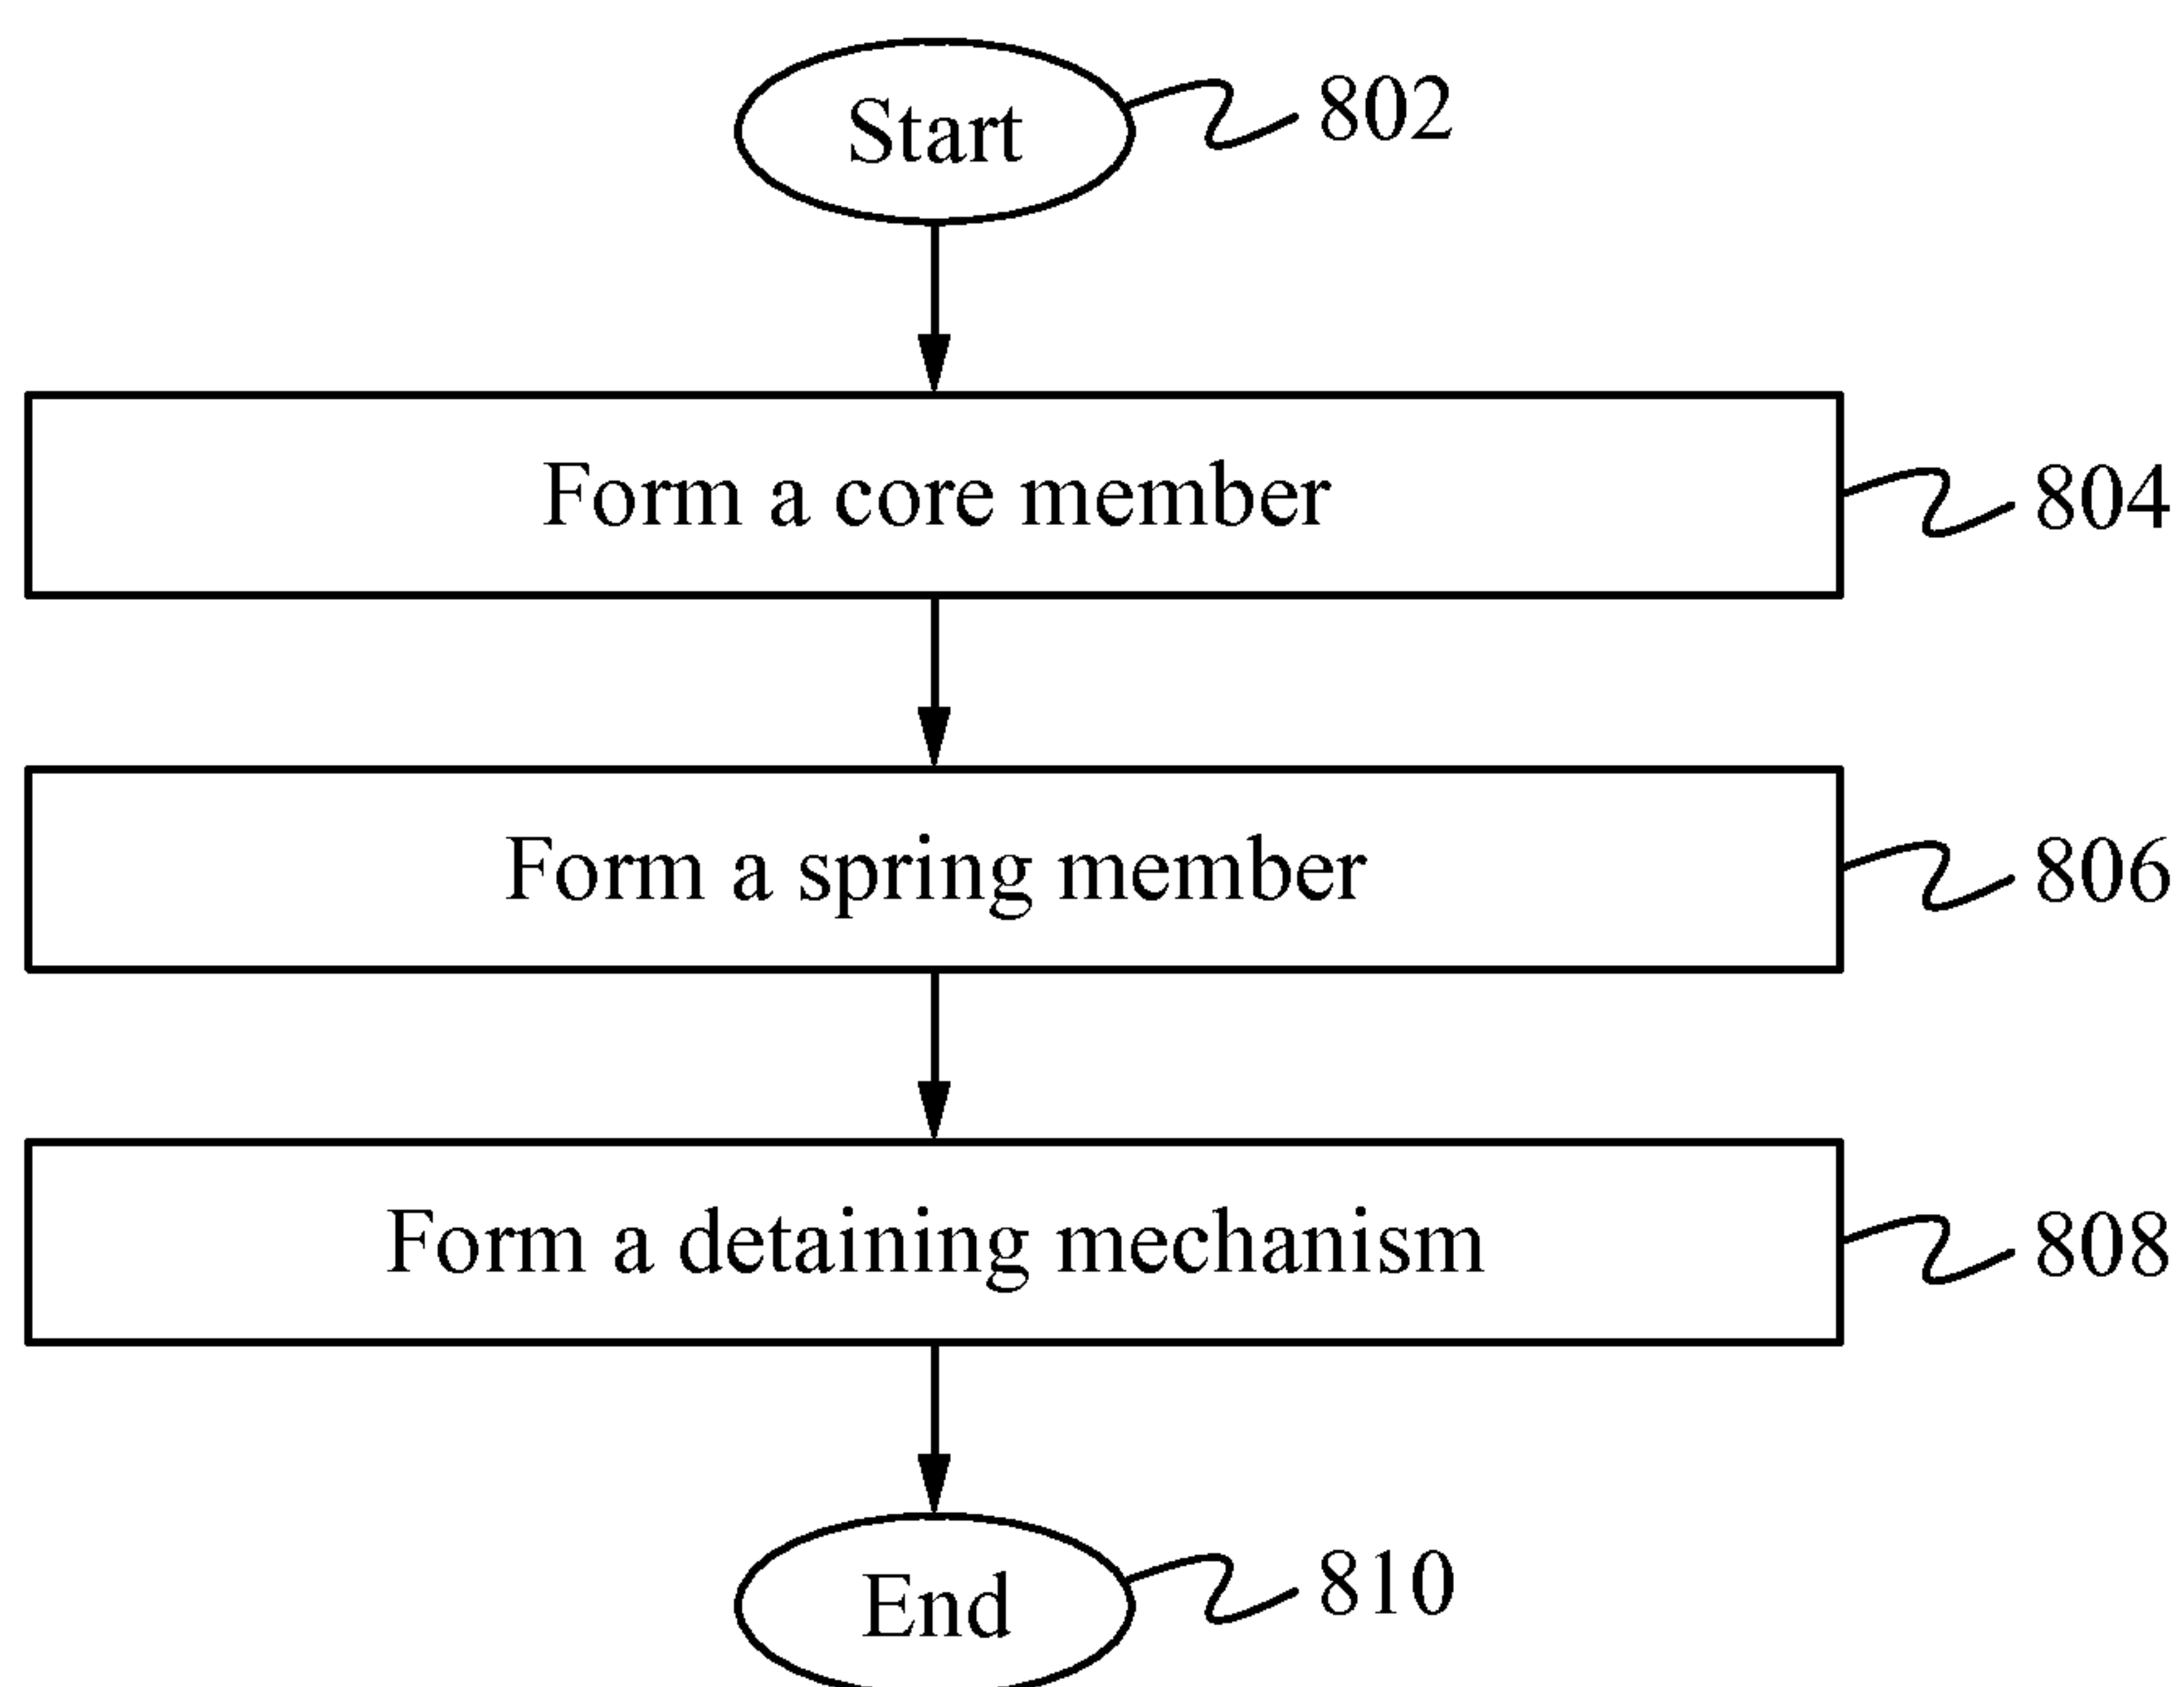 Start 802
Form a core member 804
Form a spring member 806
Form a detaining mechanism 808
End 810